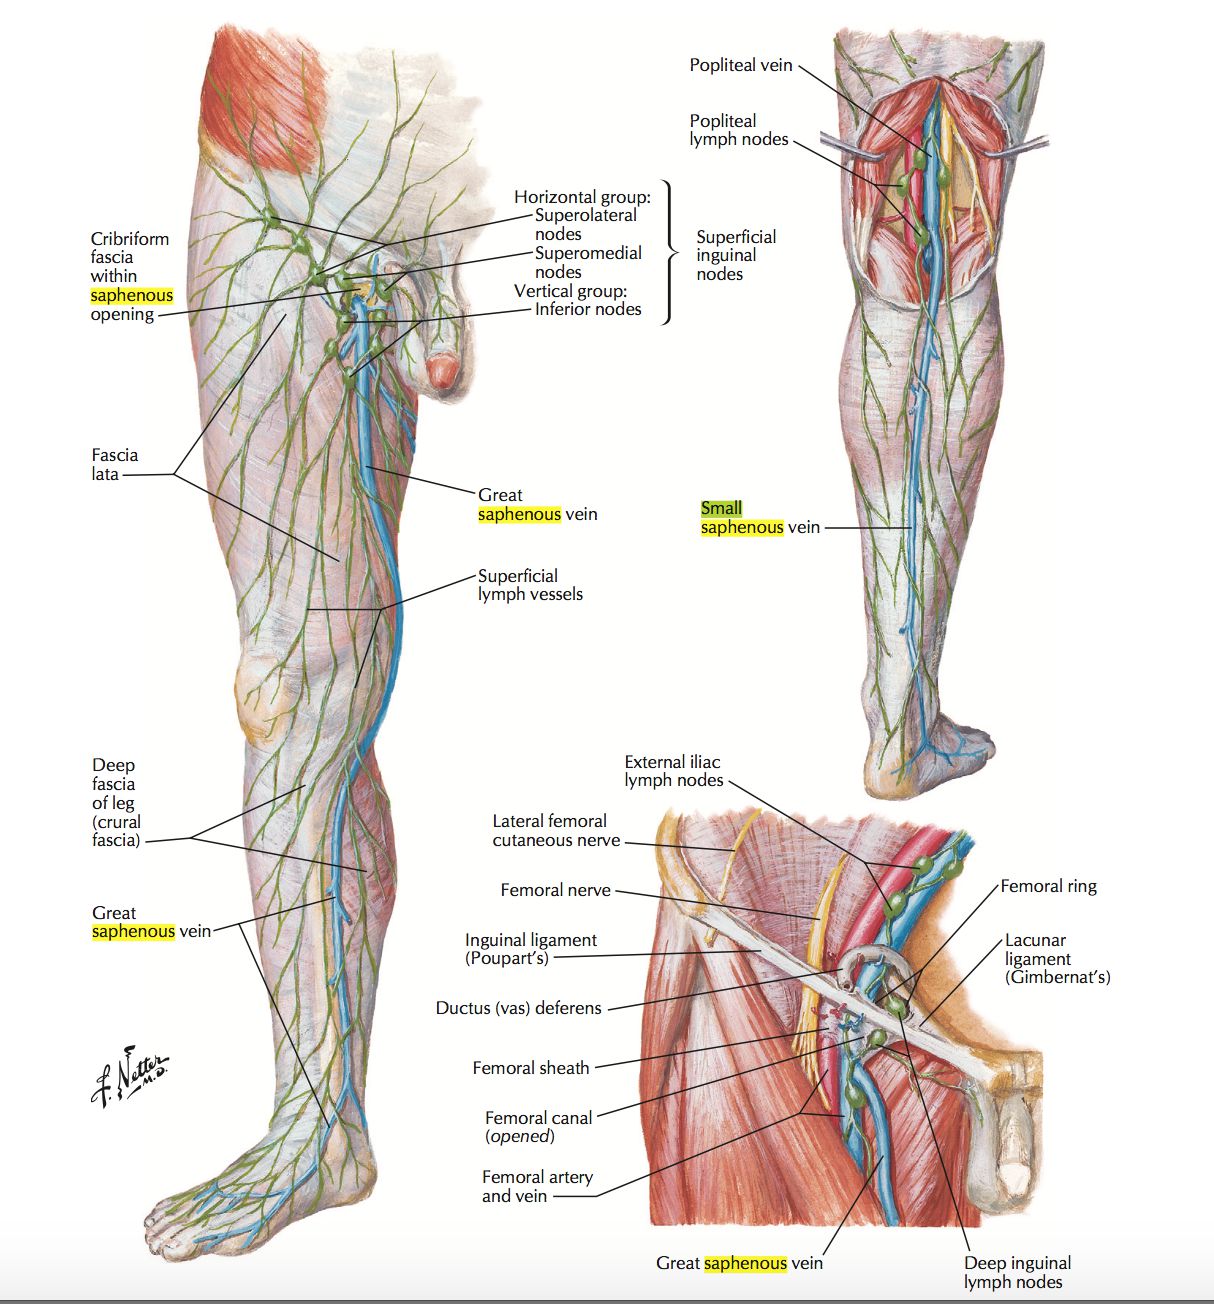 Popliteal vein
Popliteal
lymph nodes
Horizontal group:
Superolateral
nodes
Superomedial
nodes
Vertical group:
Inferior nodes
Superficial
inguinal
nodes
Cribriform
fascia
within
saphenous
opening
Fascia
lata
Great
saphenous vein
Small
saphenous vein
Superficial
lymph vessels
Deep
fascia
of leg
(crural
fascia)
Great
saphenous vein
External iliac
lymph nodes
Lateral femoral
cutaneous nerve
Femoral nerve
Inguinal ligament
(Poupart's)
Ductus (vas) deferens
Femoral sheath
Femoral canal
(opened)
Femoral artery
and vein
Femoral ring
Lacunar
ligament
(Gimbernat's)
Great saphenous vein
Deep inguinal
lymph nodes
F. Netter
M.D.